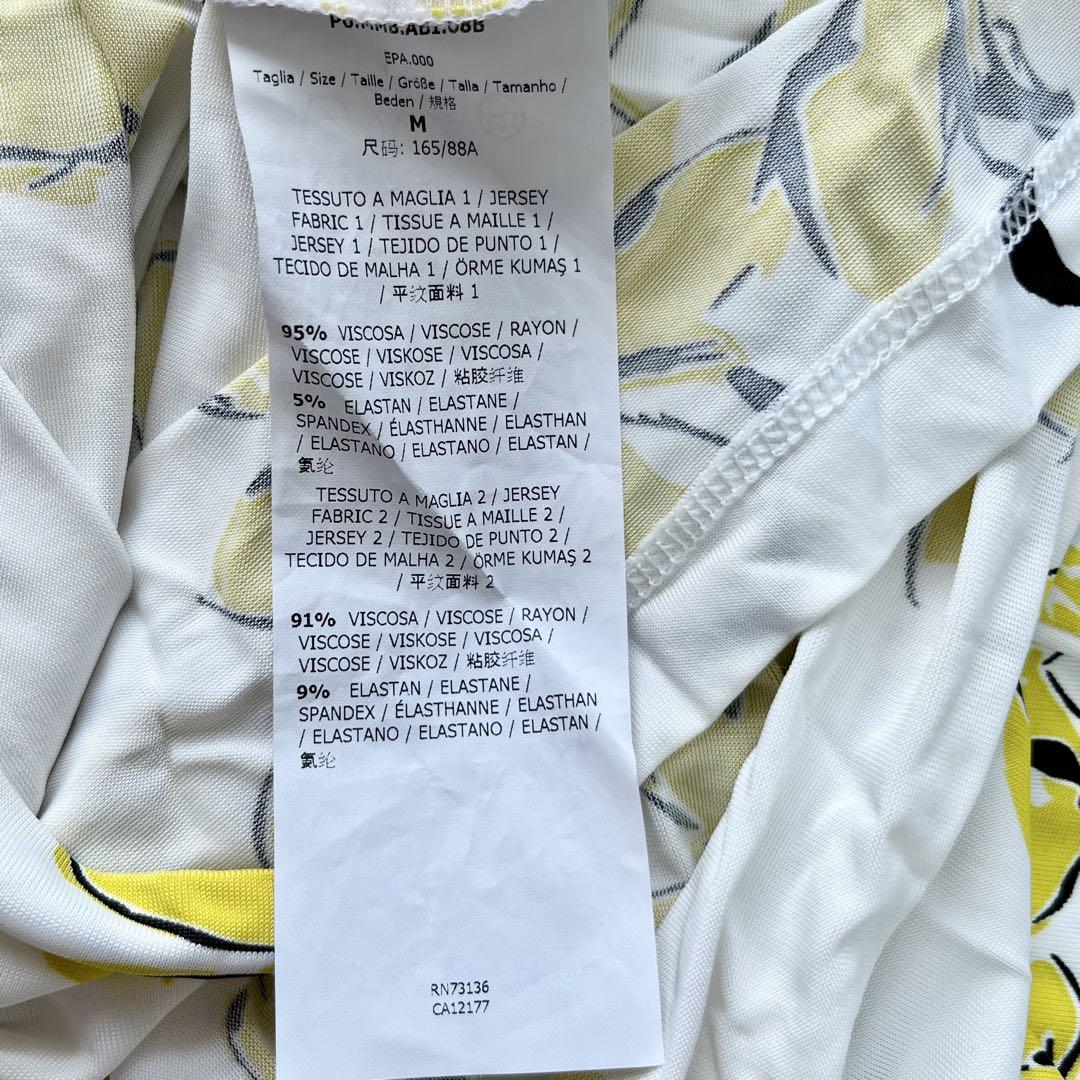 EPA.000
Taglia / Size / Taille / Größe / Talla / Tamanho /
Beden / 規格
M
尺码: 165/88A
TESSUTO A MAGLIA 1 / JERSEY
FABRIC 1 / TISSUE A MAILLE 1 /
JERSEY 1 / TEJIDO DE PUNTO 1 /
TECIDO DE MALHA 1 / ÖRME KUMAŞ 1
/ 平纹面料 1
95% VISCOSA / VISCOSE / RAYON /
VISCOSE / VISKOSE / VISCOSA /
VISCOSE / VISKOZ / 粘胶纤维
5% ELASTAN / ELASTANE /
SPANDEX / ÉLASTHANNE / ELASTHAN
/ ELASTANO / ELASTANO / ELASTAN /
氨纶
TESSUTO A MAGLIA 2 / JERSEY
FABRIC 2 / TISSUE A MAILLE 2 /
JERSEY 2 / TEJIDO DE PUNTO 2 /
TECIDO DE MALHA 2 / ÖRME KUMAŞ 2
/ 平纹面料 2
91% VISCOSA / VISCOSE / RAYON /
VISCOSE / VISKOSE / VISCOSA /
VISCOSE / VISKOZ / 粘胶纤维
9% ELASTAN / ELASTANE /
SPANDEX / ÉLASTHANNE / ELASTHAN
/ ELASTANO / ELASTANO / ELASTAN /
氨纶
RN73136
CA12177